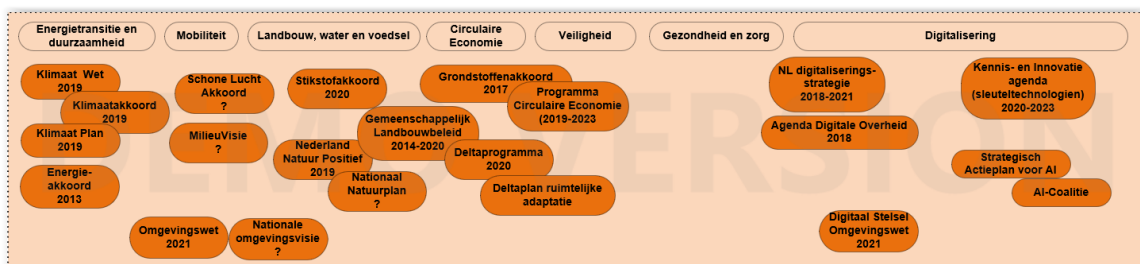 Energietransitie en
duurzaamheid
Mobiliteit
Landbouw, water en voedsel
Circulaire
Economie
Veiligheid
Gezondheid en zorg
Digitalisering
Klimaat Wet
2019
Klimaatakkoord
2019
Klimaat Plan
2019
Energie-
akkoord
2013
Schone Lucht
Akkoord
?
MilieuVisie
?
Omgevingswet
2021
Nationale
omgevingsvisie
?
Stikstofakkoord
2020
Gemeenschappelijk
Landbouwbeleid
2014-2020
Nederland
Natuur Positief
2019
Nationaal
Natuurplan
?
Grondstoffenakkoord
2017
Programma
Circulaire Economie
(2019-2023
Deltaprogramma
2020
Deltaplan ruimtelijke
adaptatie
NL digitaliserings-
strategie
2018-2021
Agenda Digitale Overheid
2018
Digitaal Stelsel
Omgevingswet
2021
Kennis- en Innovatie
agenda
(sleuteltechnologien)
2020-2023
Strategisch
Actieplan voor AI
AI-Coalitie
DEMO VERSION